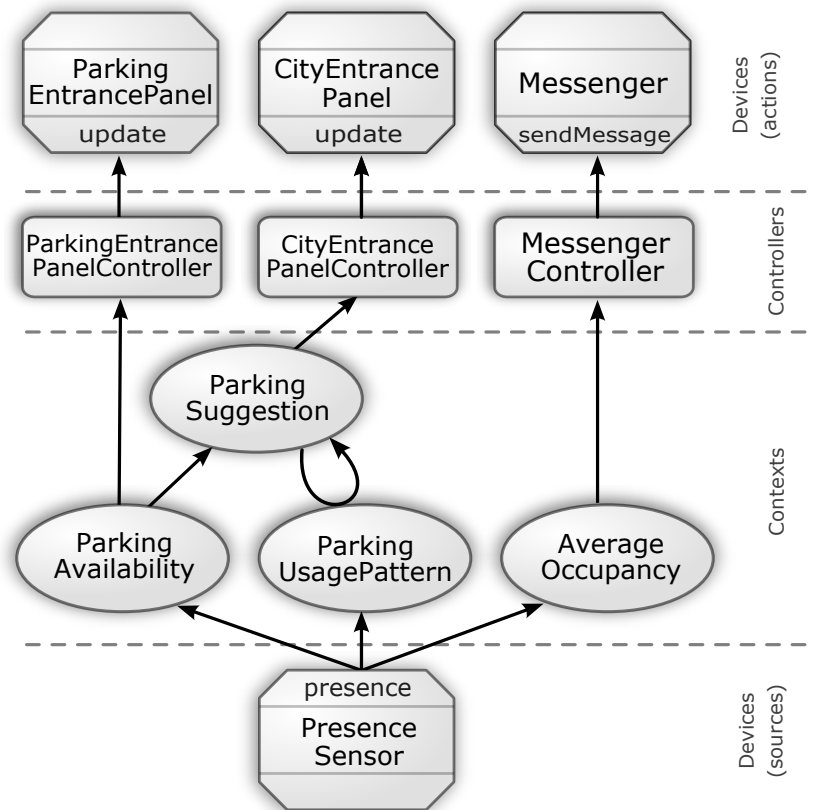 Parking
EntrancePanel
update
CityEntrance
Panel
update
Messenger
sendMessage
Devices
(actions)
ParkingEntrance
PanelController
CityEntrance
PanelController
Messenger
Controller
Controllers
Parking
Suggestion
Parking
Availability
Parking
UsagePattern
Average
Occupancy
Contexts
presence
Presence
Sensor
Devices
(sources)